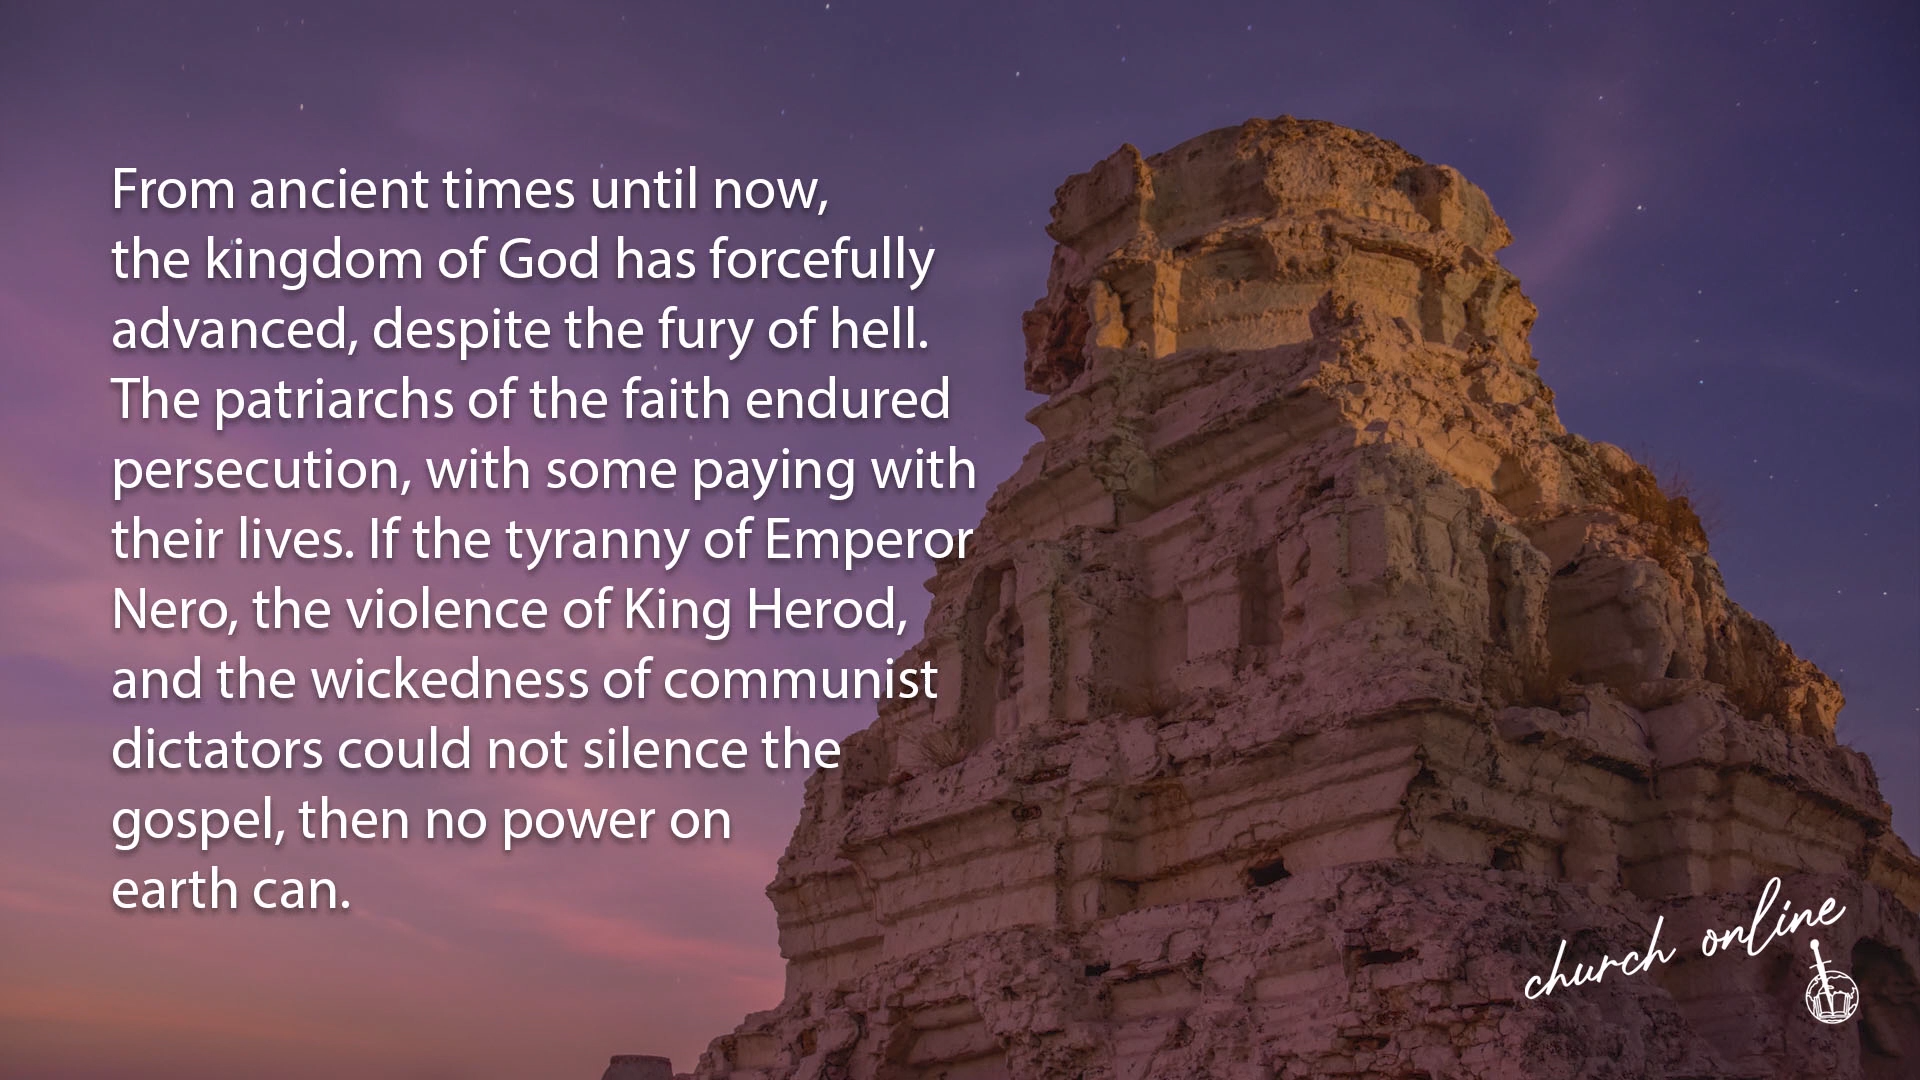 From ancient times until now,
the kingdom of God has forcefully
advanced, despite the fury of hell.
The patriarchs of the faith endured
persecution, with some paying with
their lives. If the tyranny of Emperor
Nero, the violence of King Herod,
and the wickedness of communist
dictators could not silence the
gospel, then no power on
earth can.
church online